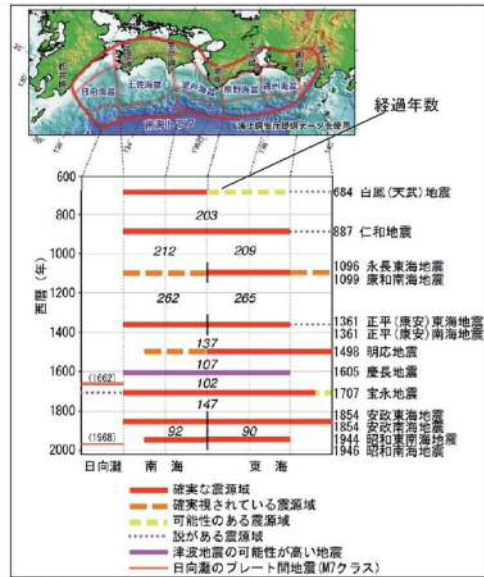 日向海盆 土佐海盆 室戸海盆 熊野海盆 遠州海盆
南海トラフ
海上保安庁提供データを使用
経過年数
西暦(年)
600
800
1000
1200
1400
1600
1800
2000
203
212 209
262 265
137
107
102
147
92 90
(1662)
(1968)
684 白鳳(天武)地震
887 仁和地震
1096 永長東海地震
1099 康和南海地震
1361 正平(康安)東海地震
1361 正平(康安)南海地震
1498 明応地震
1605 慶長地震
1707 宝永地震
1854 安政東海地震
1854 安政南海地震
1944 昭和東南海地震
1946 昭和南海地震
日向灘 南海 東海
確実な震源域
確実視されている震源域
可能性のある震源域
説がある震源域
津波地震の可能性が高い地震
日向灘のプレート間地震(M7クラス)